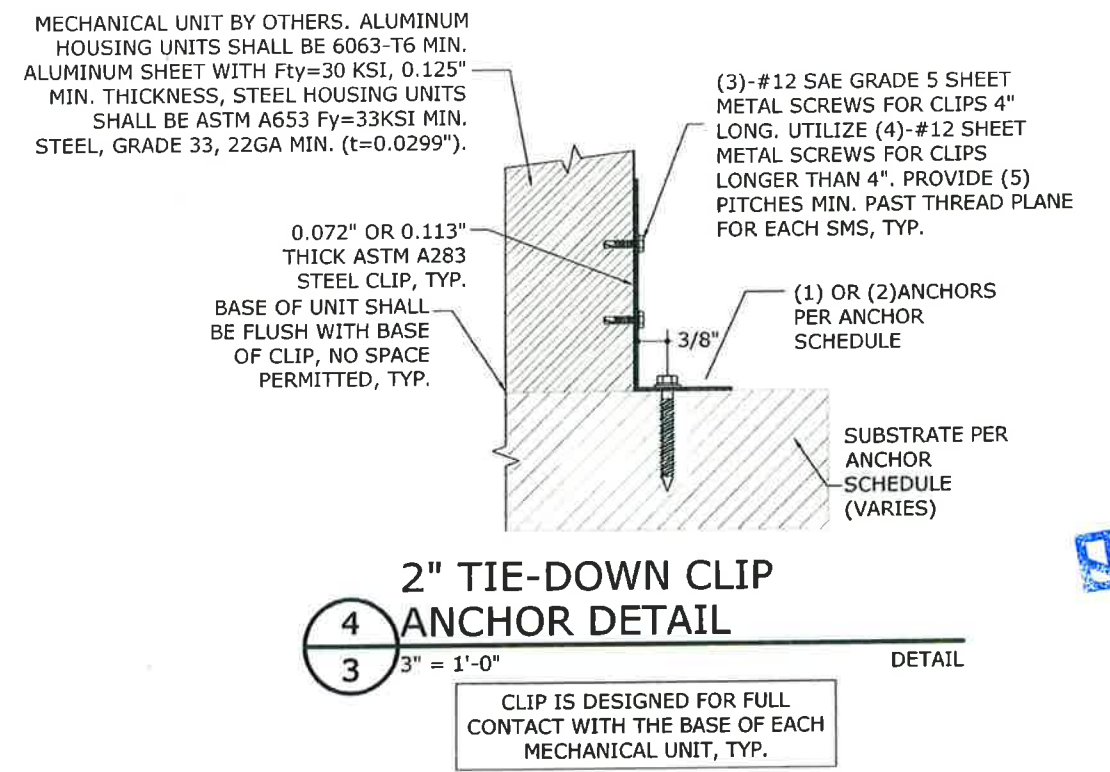 MECHANICAL UNIT BY OTHERS. ALUMINUM
HOUSING UNITS SHALL BE 6063-T6 MIN.
ALUMINUM SHEET WITH Fty=30 KSI, 0.125"
MIN. THICKNESS, STEEL HOUSING UNITS
SHALL BE ASTM A653 Fy=33KSI MIN.
STEEL, GRADE 33, 22GA MIN. (t=0.0299").
(3)-#12 SAE GRADE 5 SHEET
METAL SCREWS FOR CLIPS 4"
LONG. UTILIZE (4)-#12 SHEET
METAL SCREWS FOR CLIPS
LONGER THAN 4". PROVIDE (5)
PITCHES MIN. PAST THREAD PLANE
FOR EACH SMS, TYP.
0.072" OR 0.113"
THICK ASTM A283
STEEL CLIP, TYP.
BASE OF UNIT SHALL
BE FLUSH WITH BASE
OF CLIP, NO SPACE
PERMITTED, TYP.
3/8"
(1) OR (2)ANCHORS
PER ANCHOR
SCHEDULE
SUBSTRATE PER
ANCHOR
SCHEDULE
(VARIES)
2" TIE-DOWN CLIP
ANCHOR DETAIL
4
3
3" = 1'-0"
DETAIL
CLIP IS DESIGNED FOR FULL
CONTACT WITH THE BASE OF EACH
MECHANICAL UNIT, TYP.